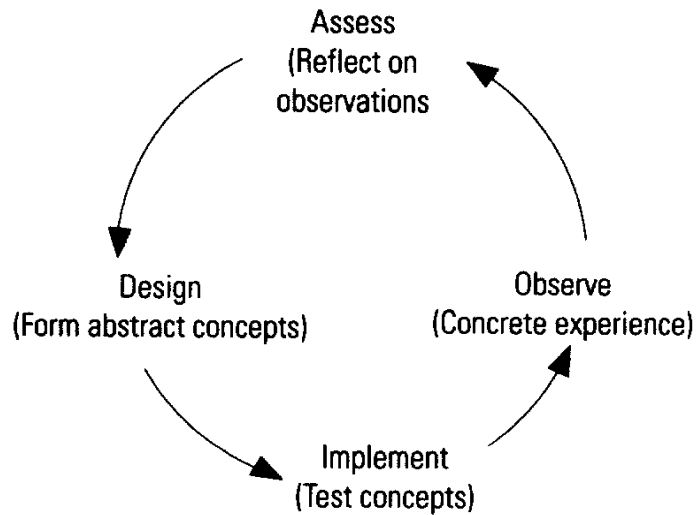 Assess
(Reflect on
observations
Design
(Form abstract concepts)
Observe
(Concrete experience)
Implement
(Test concepts)